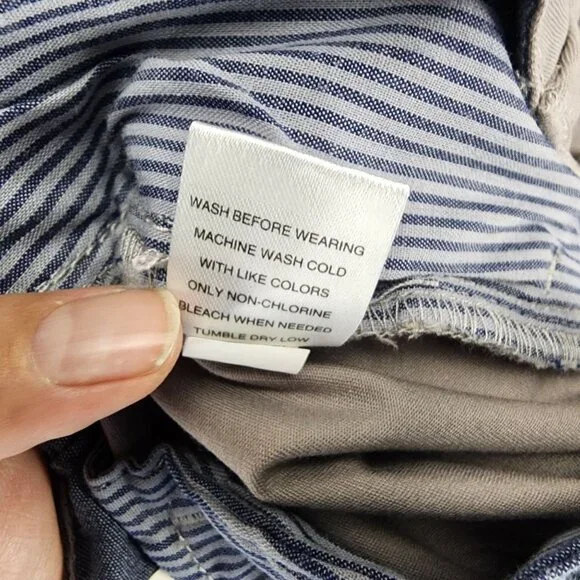 WASH BEFORE WEARING
MACHINE WASH COLD
WITH LIKE COLORS
ONLY NON-CHLORINE
BLEACH WHEN NEEDED
TUMBLE DRY LOW